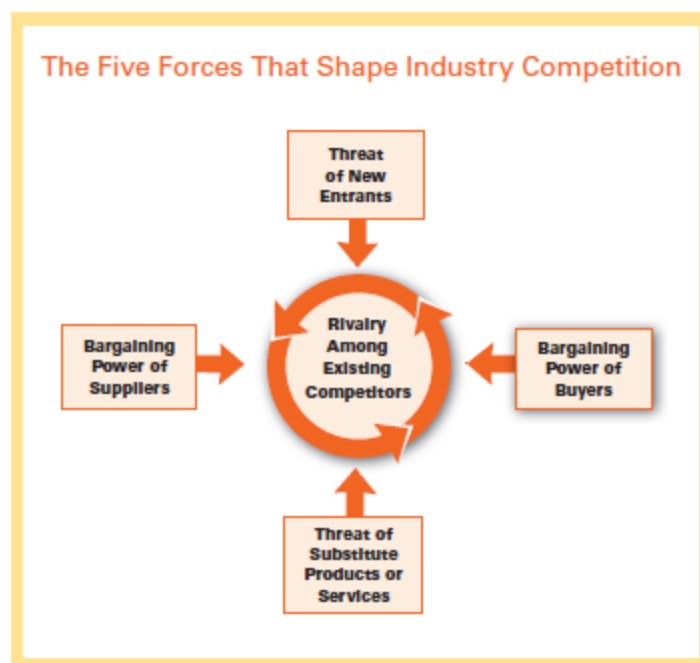 The Five Forces That Shape Industry Competition
Threat
of New
Entrants
Rivalry
Among
Existing
Competitors
Bargaining
Power of
Suppliers
Bargaining
Power of
Buyers
Threat of
Substitute
Products or
Services